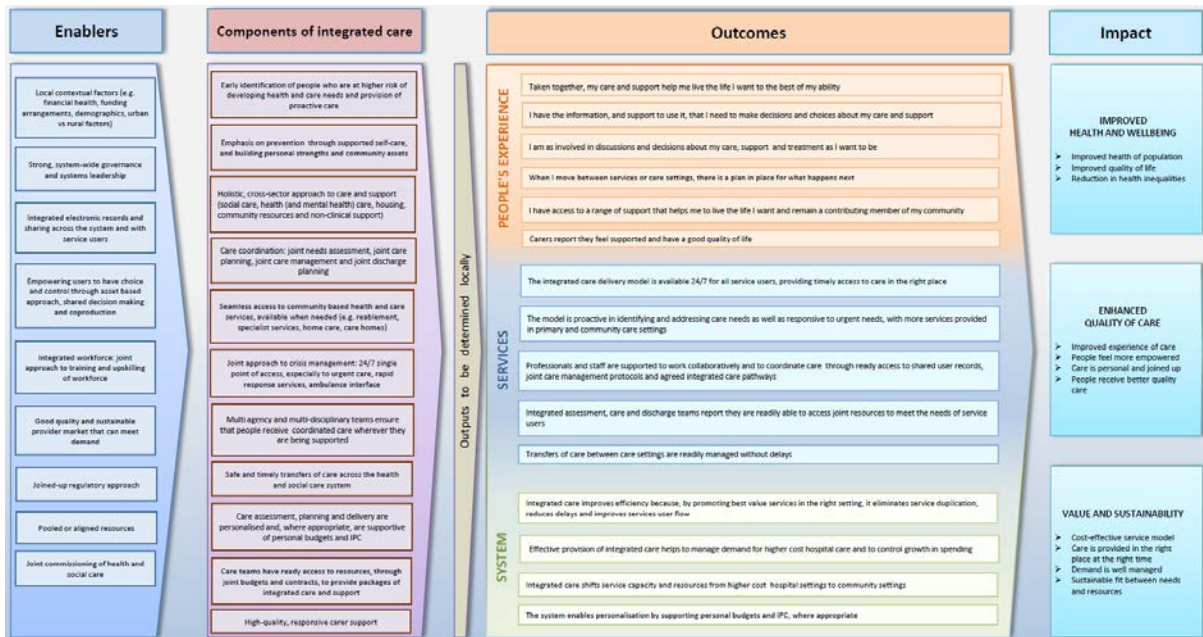 Enablers
Local contextual factors (e.g.
financial health, funding
arrangements, demographics, urban
vs rural factors)
Strong, system-wide governance
and systems leadership
Integrated electronic records and
sharing across the system and with
service users
Empowering users to have choice
and control through asset based
approach, shared decision making
and coproduction
Integrated workforce: joint
approach to training and upskilling
of workforce
Good quality and sustainable
provider market that can meet
demand
Joined-up regulatory approach
Pooled or aligned resources
Joint commissioning of health and
social care
Components of integrated care
Early identification of people who are at higher risk of
developing health and care needs and provision of
proactive care
Emphasis on prevention through supported self-care,
and building personal strengths and community assets
Holistic, cross-sector approach to care and support
(social care, health (and mental health) care, housing,
community resources and non-clinical support)
Care coordination: joint needs assessment, joint care
planning, joint care management and joint discharge
planning
Seamless access to community based health and care
services, available when needed (e.g. reablement,
specialist services, home care, care homes)
Joint approach to crisis management: 24/7 single
point of access, especially to urgent care, rapid
response services, ambulance interface
Multi agency and multi-disciplinary teams ensure
that people receive coordinated care wherever they
are being supported
Safe and timely transfers of care across the health
and social care system
Care assessment, planning and delivery are
personalised and, where appropriate, are supportive
of personal budgets and IPC
Care teams have ready access to resources, through
joint budgets and contracts, to provide packages of
integrated care and support
High-quality, responsive carer support
Outputs to be determined locally
Outcomes
PEOPLE'S EXPERIENCE
Taken together, my care and support help me live the life I want to the best of my ability
I have the information, and support to use it, that I need to make decisions and choices about my care and support
I am as involved in discussions and decisions about my care, support and treatment as I want to be
When I move between services or care settings, there is a plan in place for what happens next
I have access to a range of support that helps me to live the life I want and remain a contributing member of my community
Carers report they feel supported and have a good quality of life
SERVICES
The integrated care delivery model is available 24/7 for all service users, providing timely access to care in the right place
The model is proactive in identifying and addressing care needs as well as responsive to urgent needs, with more services provided
in primary and community care settings
Professionals and staff are supported to work collaboratively and to coordinate care through ready access to shared user records,
joint care management protocols and agreed integrated care pathways
Integrated assessment, care and discharge teams report they are readily able to access joint resources to meet the needs of service
users
Transfers of care between care settings are readily managed without delays
SYSTEM
Integrated care improves efficiency because, by promoting best value services in the right setting, it eliminates service duplication,
reduces delays and improves services user flow
Effective provision of integrated care helps to manage demand for higher cost hospital care and to control growth in spending
Integrated care shifts service capacity and resources from higher cost hospital settings to community settings
The system enables personalisation by supporting personal budgets and IPC, where appropriate
Impact
IMPROVED
HEALTH AND WELLBEING
➢ Improved health of population
➢ Improved quality of life
➢ Reduction in health inequalities
ENHANCED
QUALITY OF CARE
➢ Improved experience of care
➢ People feel more empowered
➢ Care is personal and joined up
➢ People receive better quality
care
VALUE AND SUSTAINABILITY
➢ Cost-effective service model
➢ Care is provided in the right
place at the right time
➢ Demand is well managed
➢ Sustainable fit between needs
and resources